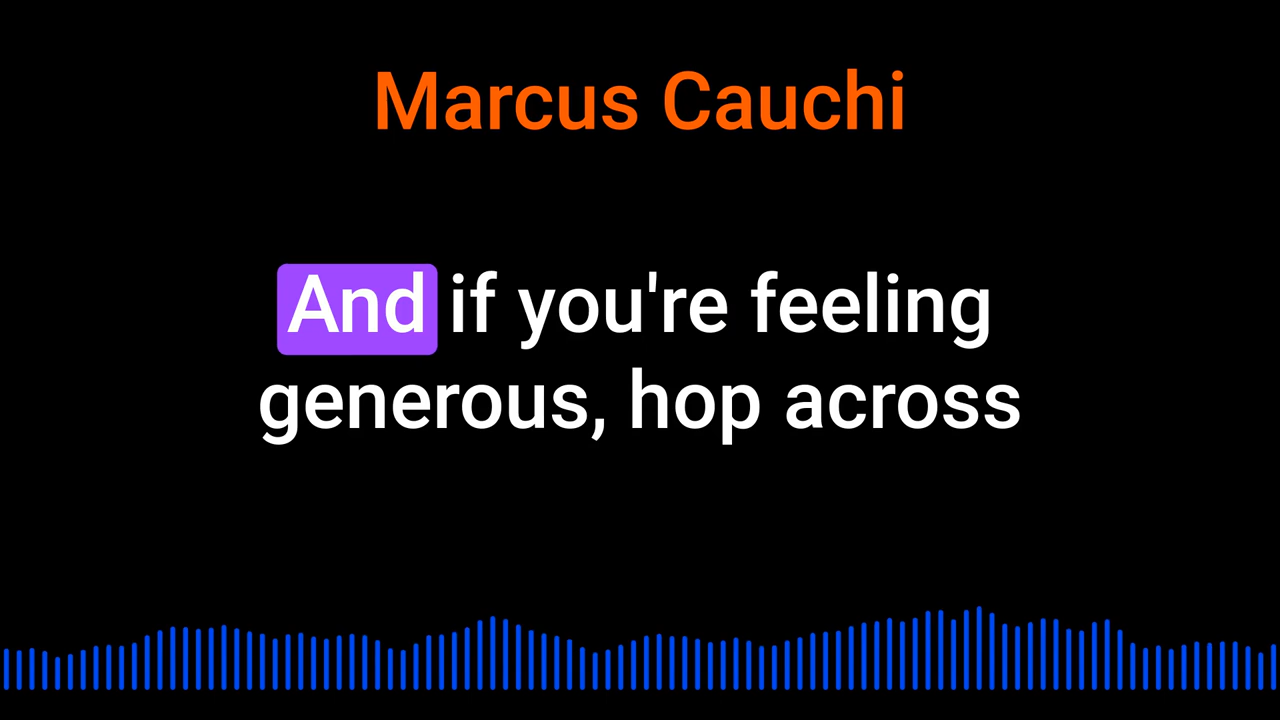 Marcus Cauchi
And if you're feeling
generous, hop across